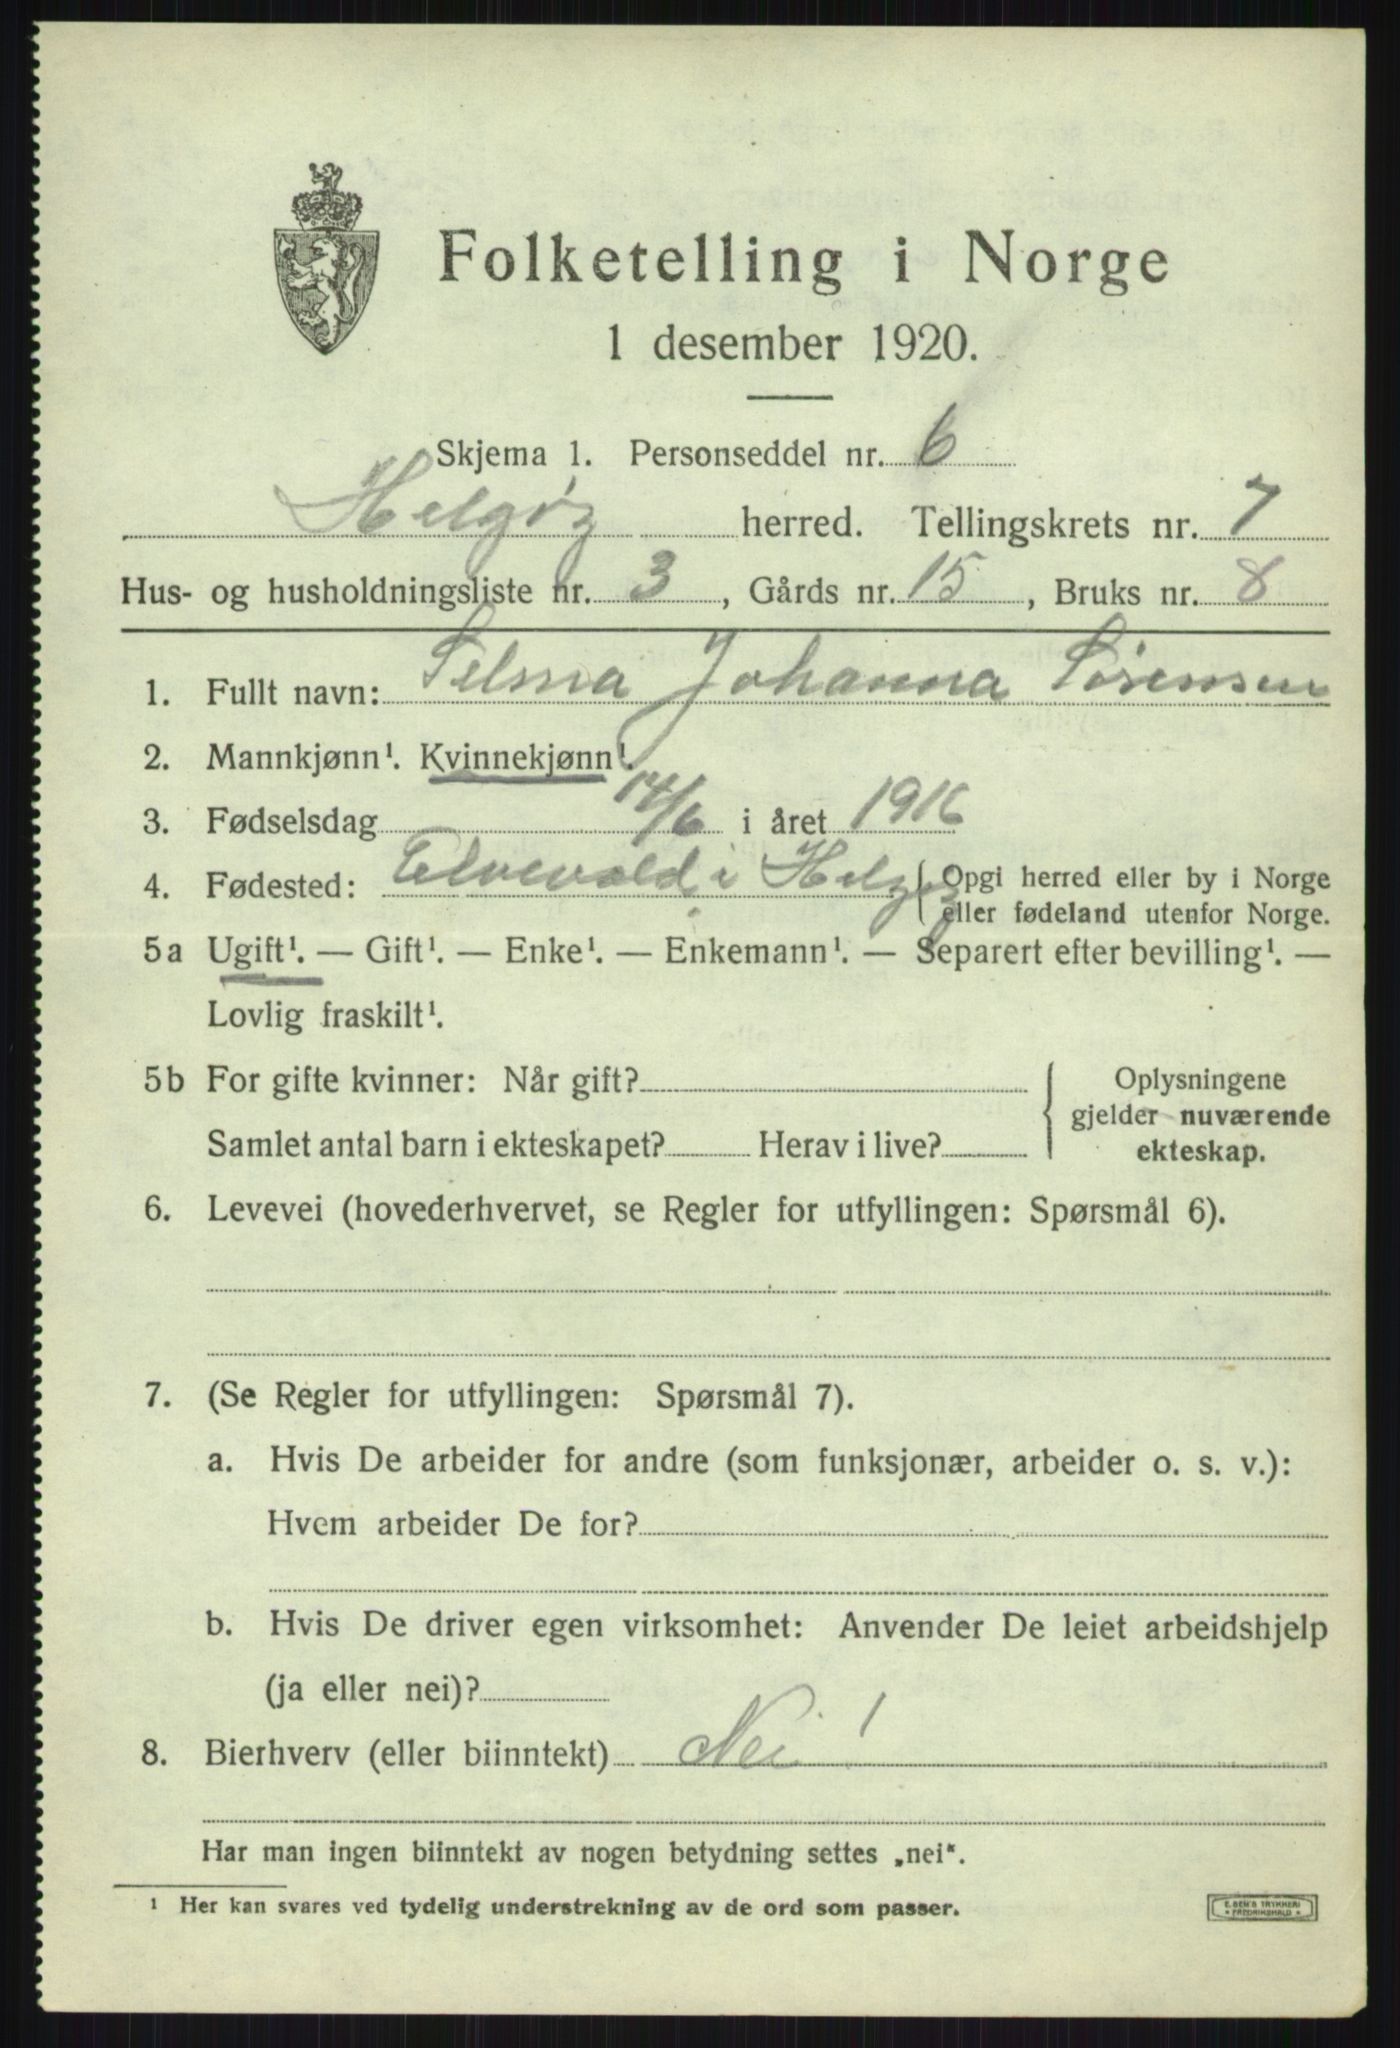 Folketelling i Norge
1 desember 1920.
Skjema 1. Personseddel nr. 6
Helgøy herred. Tellingskrets nr. 7
Hus- og husholdningsliste nr. 3, Gårds nr. 15, Bruks nr. 8
1. Fullt navn: Selma Johanna Sørensen
2. Mannkjønn¹. Kvinnekjønn¹.
3. Fødselsdag 14/6 i året 1916
4. Fødested: Elvevold i Helgøy { Opgi herred eller by i Norge
eller fødeland utenfor Norge.
5a Ugift¹. — Gift¹. — Enke¹. — Enkemann¹. — Separert efter bevilling¹. —
Lovlig fraskilt¹.
5b For gifte kvinner: Når gift? { Oplysningene
gjelder nuværende
Samlet antal barn i ekteskapet? Herav i live? ekteskap.
6. Levevei (hovederhvervet, se Regler for utfyllingen: Spørsmål 6).
7. (Se Regler for utfyllingen: Spørsmål 7).
a. Hvis De arbeider for andre (som funksjonær, arbeider o. s. v.):
Hvem arbeider De for?
b. Hvis De driver egen virksomhet: Anvender De leiet arbeidshjelp
(ja eller nei)?
8. Bierhverv (eller biinntekt) Nei!
Har man ingen biinntekt av nogen betydning settes „nei“.
¹ Her kan svares ved tydelig understrekning av de ord som passer.
E. SEM'S TRYKKERI
* FREDRIKSHALD *